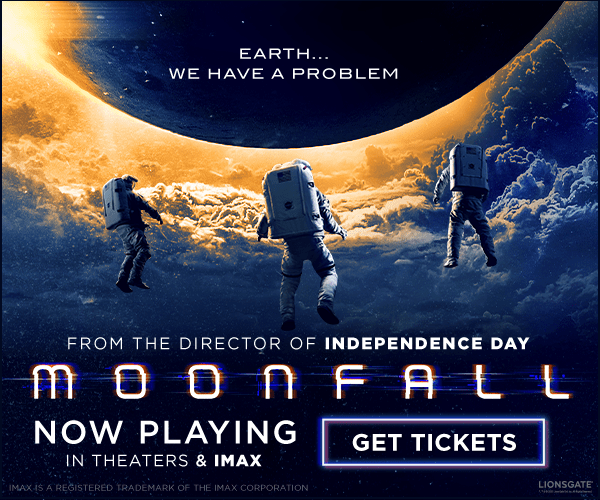 EARTH...
WE HAVE A PROBLEM
FROM THE DIRECTOR OF INDEPENDENCE DAY
MOONFALL
NOW PLAYING
IN THEATERS & IMAX
GET TICKETS
IMAX IS A REGISTERED TRADEMARK OF THE IMAX CORPORATION
LIONSGATE